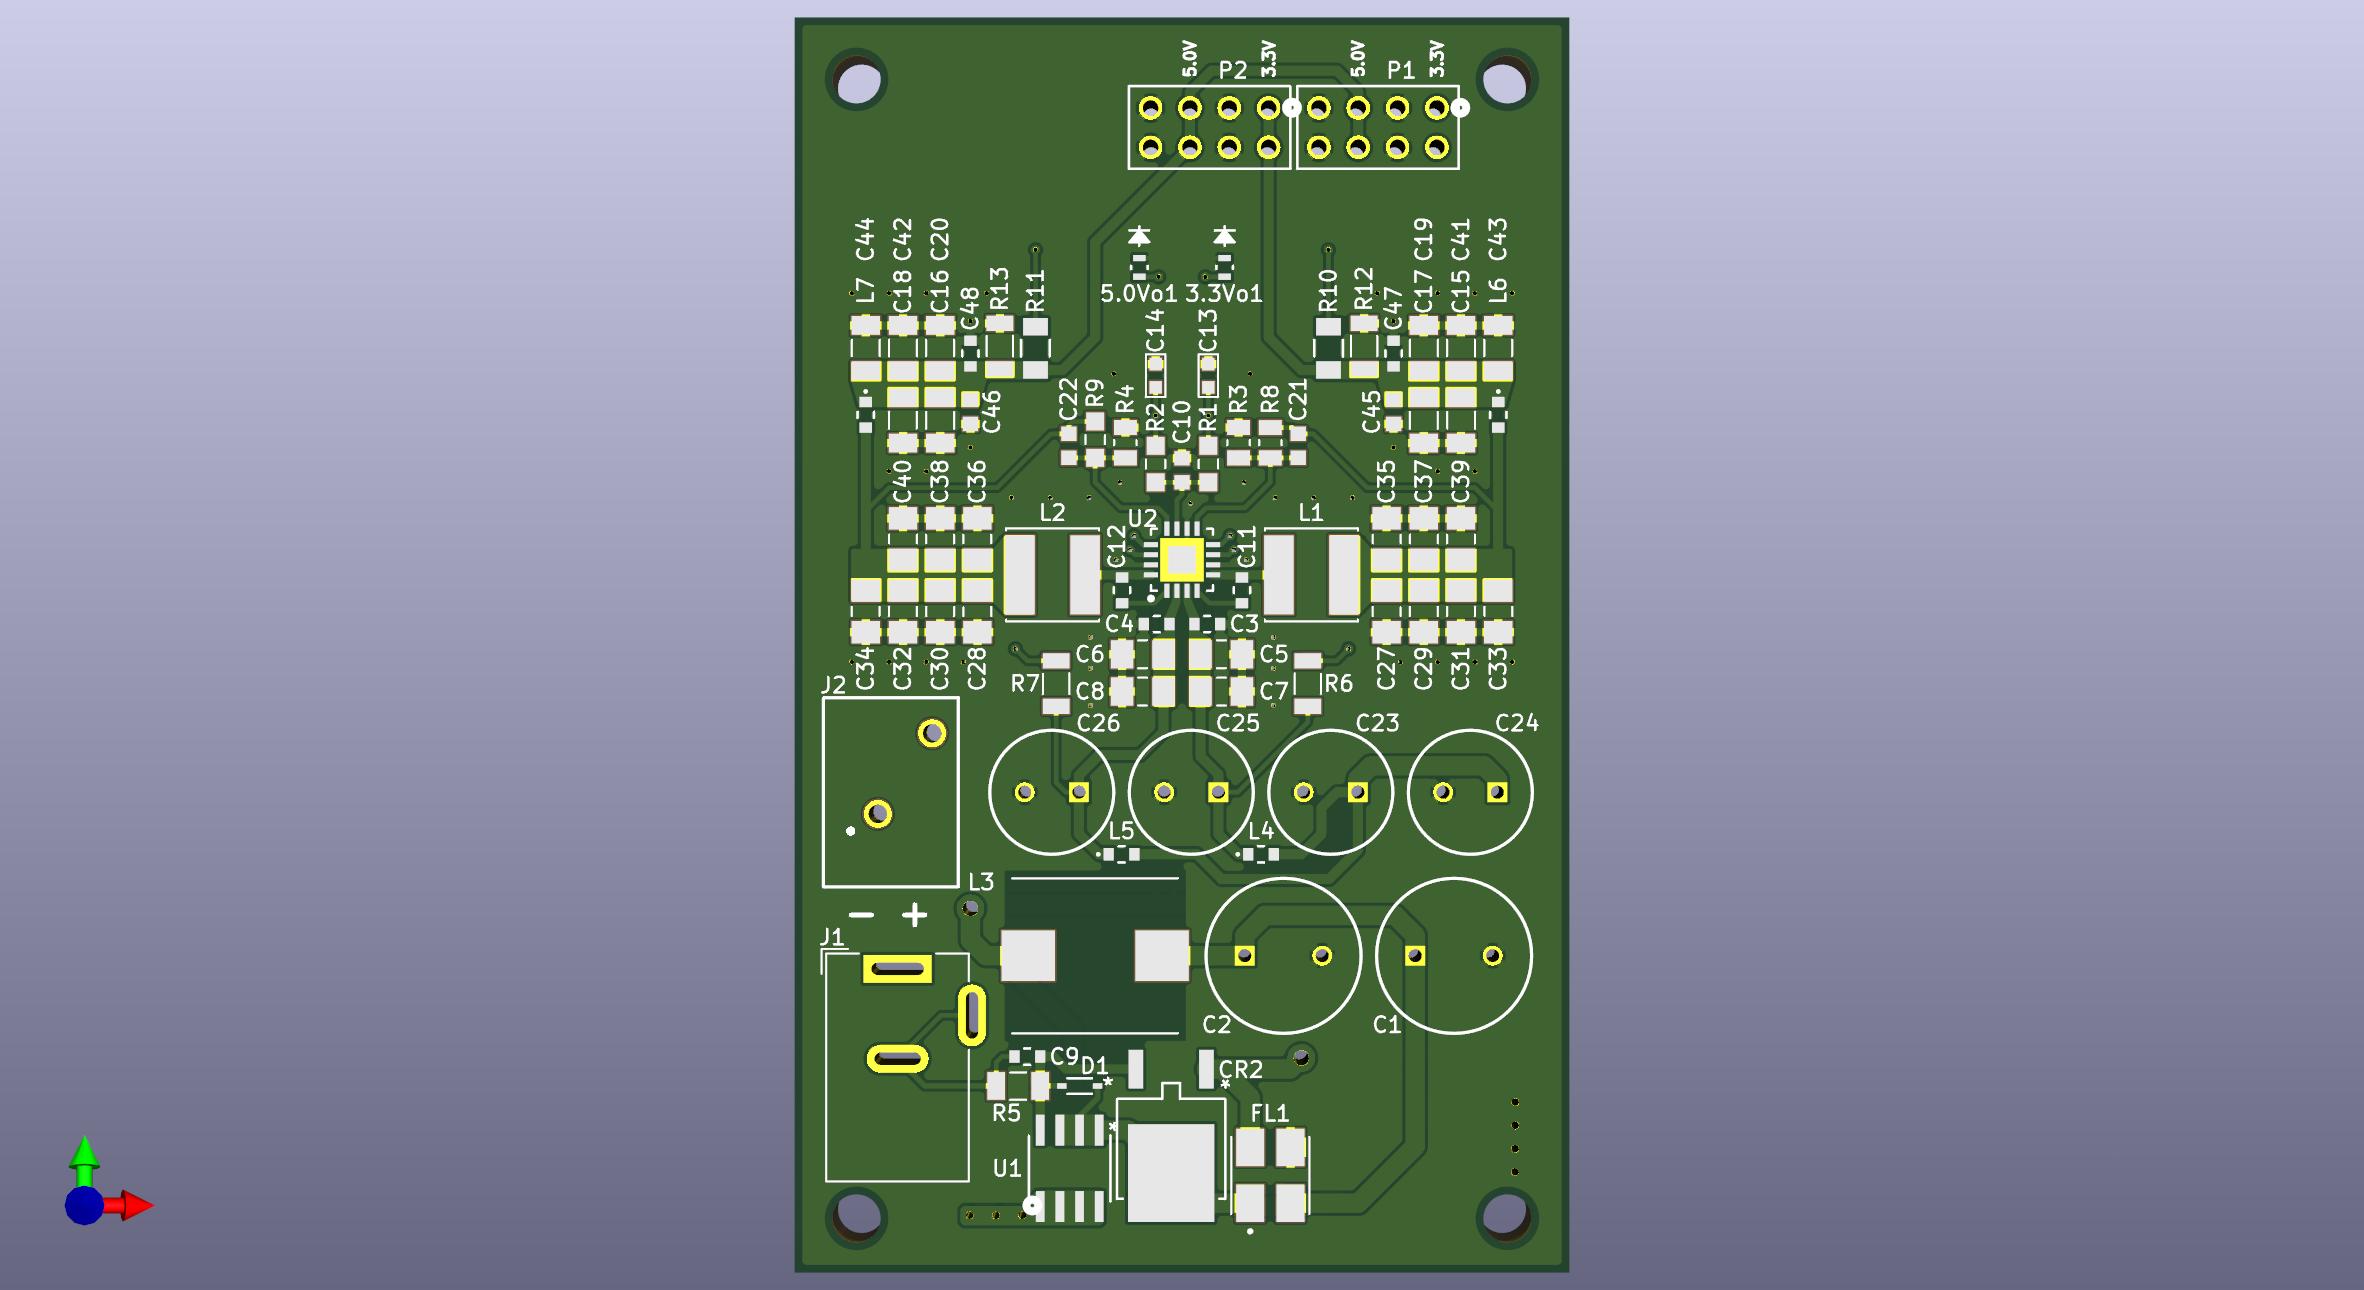 5.0V P2 3.3V 5.0V P1 3.3V
C44 C42 C20 C19 C41 C43
L7 C18 C16 C48 R13 R11 R10 R12 C47 C17 C15 L6
5.0Vo1 3.3Vo1
C14 C13
C46 C22 R9 R4 R2 C10 R1 R3 R8 C21 C45
C40 C38 C36 C35 C37 C39
L2 U2 L1
C12 C11
C4 C3
C6 C5
C34 C32 C30 C28 R7 C8 C7 R6 C27 C29 C31 C33
J2
C26 C25 C23 C24
L5 L4
L3
− +
J1
C2 C1
C9 D1 * CR2 *
R5 FL1
*
U1